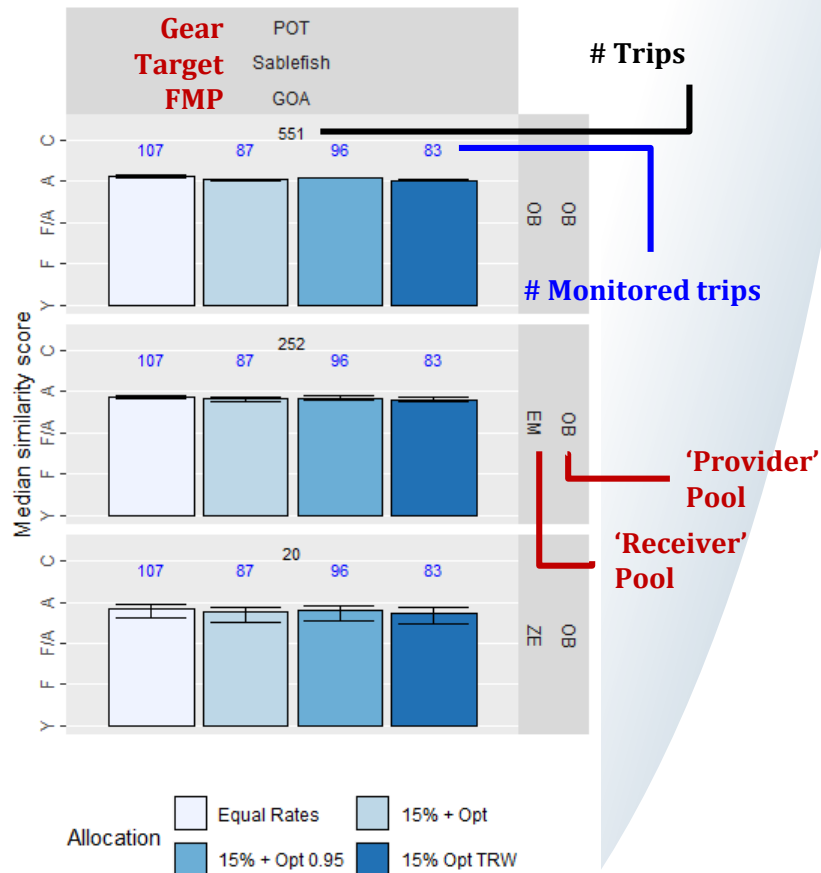 Gear POT
Target Sablefish
FMP GOA
# Trips
551
107 87 96 83
C
A
F/A
F
Y
OB OB
# Monitored trips
252
107 87 96 83
C
A
F/A
F
Y
EM OB
Median similarity score
'Provider' Pool
'Receiver' Pool
20
107 87 96 83
C
A
F/A
F
Y
ZE OB
Allocation
Equal Rates
15% + Opt
15% + Opt 0.95
15% Opt TRW